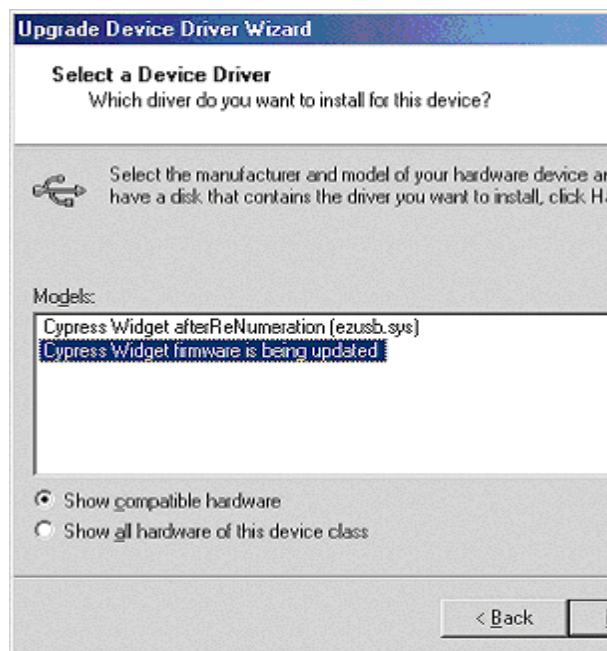 Upgrade Device Driver Wizard
Select a Device Driver
Which driver do you want to install for this device?
Select the manufacturer and model of your hardware device
have a disk that contains the driver you want to install, click
Models:
Cypress Widget afterReNumeration (ezusb.sys)
Cypress Widget firmware is being updated
Show compatible hardware
Show all hardware of this device class
< Back